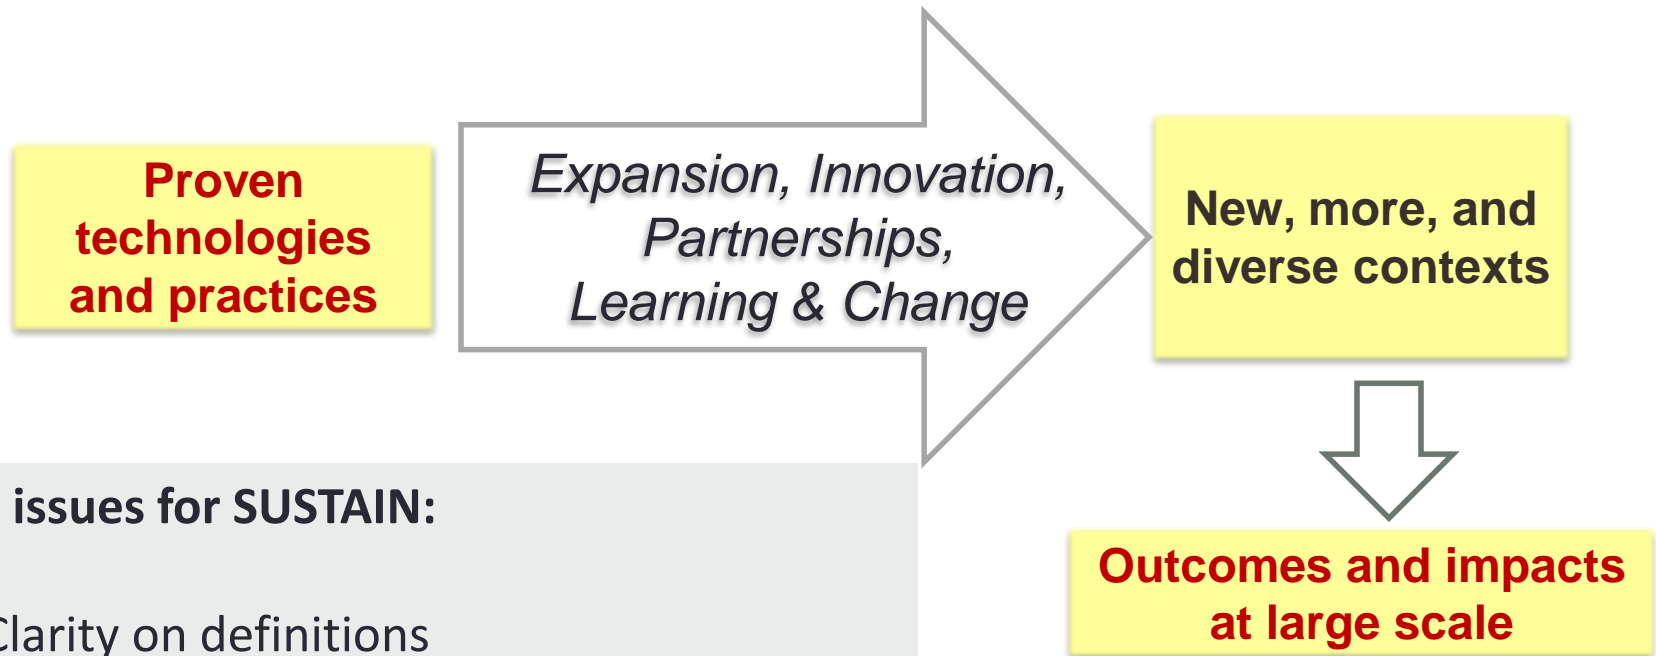 Proven
technologies
and practices
Expansion, Innovation,
Partnerships,
Learning & Change
New, more, and
diverse contexts
Outcomes and impacts
at large scale
issues for SUSTAIN:
Clarity on definitions